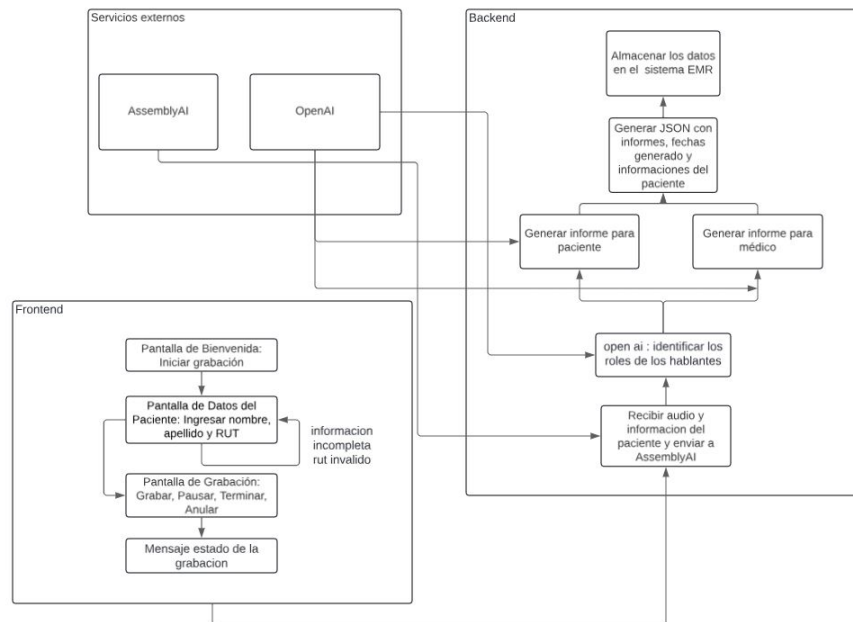 Servicios externos
AssemblyAI
OpenAI
Backend
Almacenar los datos
en el sistema EMR
Generar JSON con
informes, fechas
generado y
informaciones del
paciente
Generar informe para
paciente
Generar informe para
médico
open ai : identificar los
roles de los hablantes
Recibir audio y
informacion del
paciente y enviar a
AssemblyAI
Frontend
Pantalla de Bienvenida:
Iniciar grabación
Pantalla de Datos del
Paciente: Ingresar nombre,
apellido y RUT
informacion
incompleta
rut invalido
Pantalla de Grabación:
Grabar, Pausar, Terminar,
Anular
Mensaje estado de la
grabacion